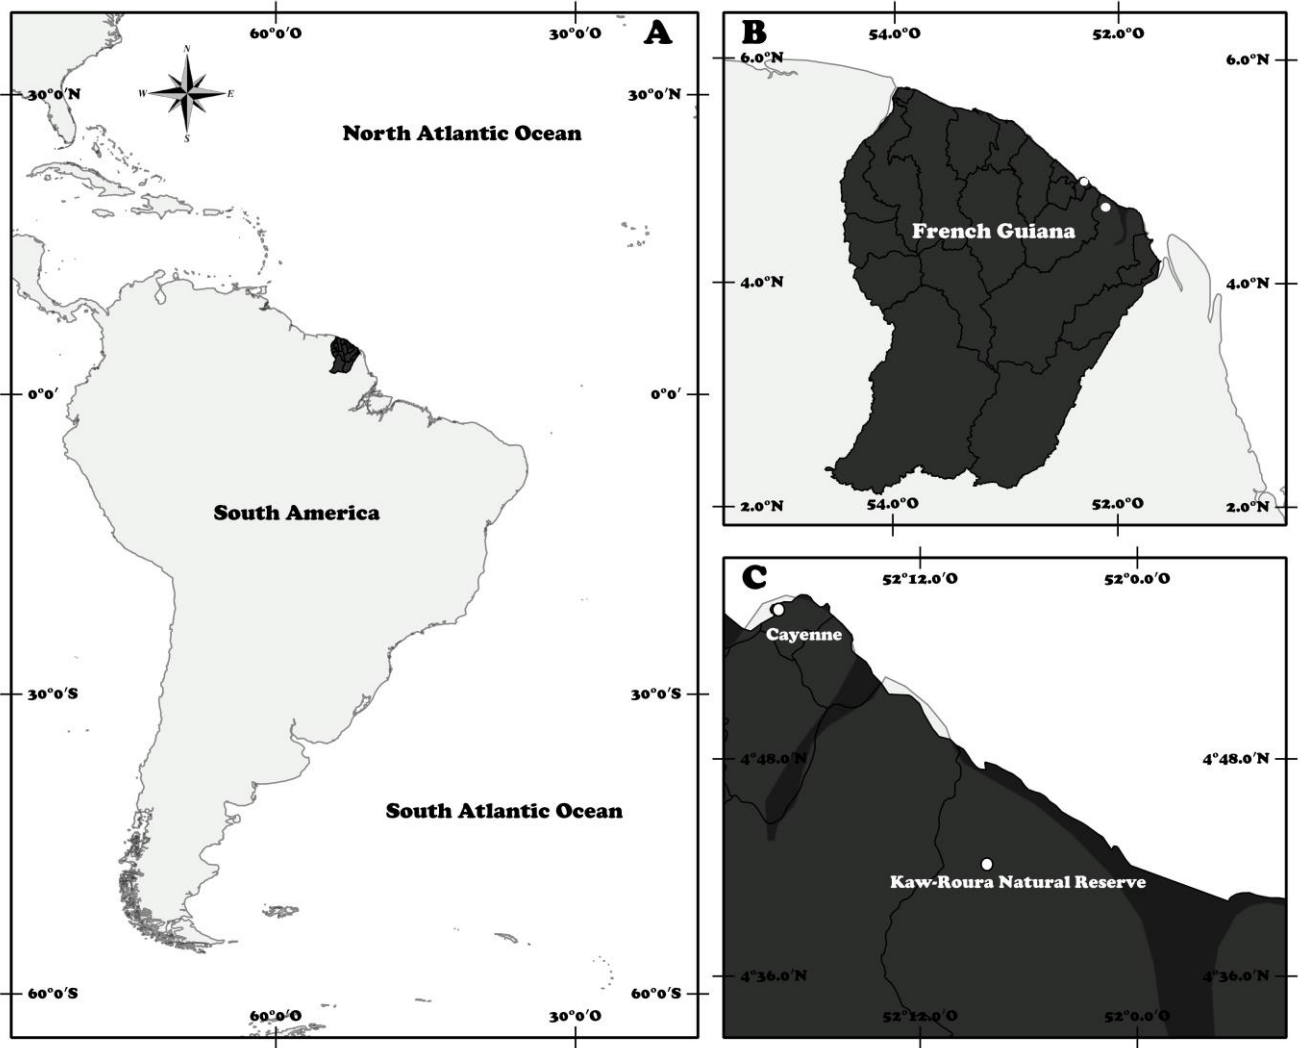 60°0'O 30°0'O A
N
W E
S
30°0'N 30°0'N
North Atlantic Ocean
0°0' 0°0'
South America
30°0'S 30°0'S
South Atlantic Ocean
60°0'S 60°0'S
60°0'O 30°0'O
B 54.0°O 52.0°O
6.0°N 6.0°N
French Guiana
4.0°N 4.0°N
2.0°N 54.0°O 52.0°O 2.0°N
C 52°12.0'O 52°0.0'O
Cayenne
4°48.0'N 4°48.0'N
Kaw-Roura Natural Reserve
4°36.0'N 4°36.0'N
52°12.0'O 52°0.0'O